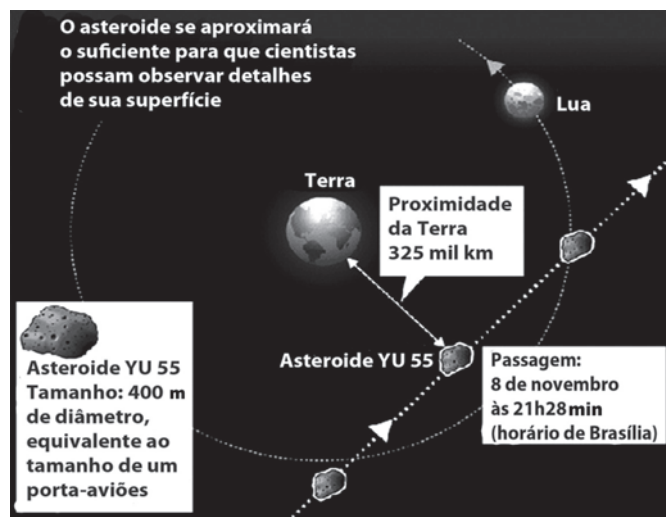 O asteroide se aproximará
o suficiente para que cientistas
possam observar detalhes
de sua superfície
Lua
Terra
Proximidade
da Terra
325 mil km
Asteroide YU 55
Passagem:
8 de novembro
às 21h28min
(horário de Brasília)
Asteroide YU 55
Tamanho: 400 m
de diâmetro,
equivalente ao
tamanho de um
porta-aviões